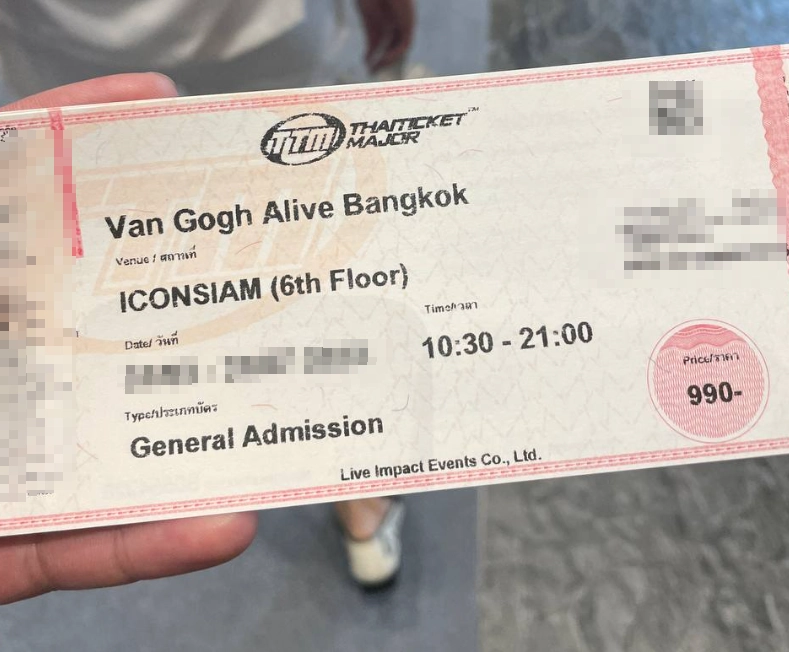 TTM THAITICKET MAJOR™
Van Gogh Alive Bangkok
Venue / สถานที่
ICONSIAM (6th Floor)
Date/ วันที่
Time/เวลา
10:30 - 21:00
Type/ประเภทบัตร
General Admission
Price/ราคา
990-
Live Impact Events Co., Ltd.